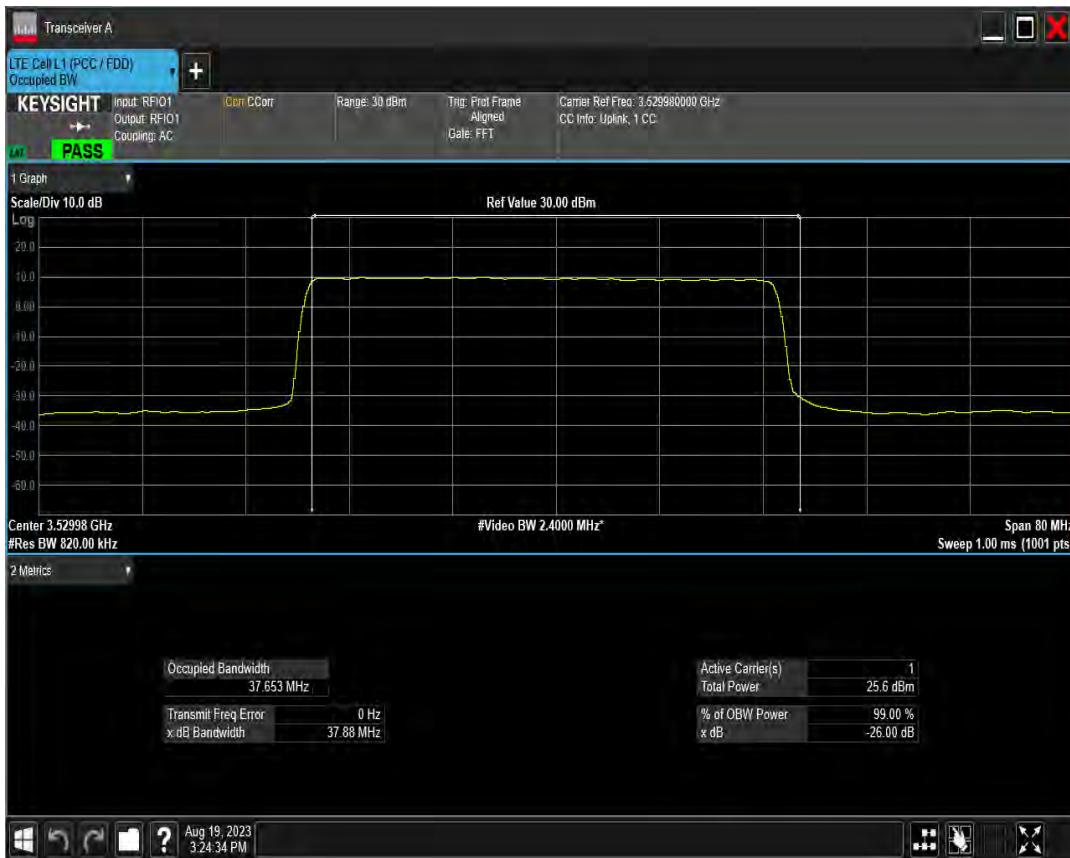 Transceiver A
LTE Cell L1 (PCC / FDD)
Occupied BW
+
KEYSIGHT
Input: RFIO1
Output: RFIO1
Coupling: AC
Corr CCorr
Range: 30 dBm
Trig: Prot Frame
Aligned
Gate: FFT
Carrier Ref Freq: 3.529980000 GHz
CC Info: Uplink, 1 CC
PASS
1 Graph
Scale/Div 10.0 dB
Ref Value 30.00 dBm
Log
20.0
10.0
0.00
-10.0
-20.0
-30.0
-40.0
-50.0
-60.0
Center 3.52998 GHz
#Video BW 2.4000 MHz*
Span 80 MHz
#Res BW 820.00 kHz
Sweep 1.00 ms (1001 pts
2 Metrics
Occupied Bandwidth
37.653 MHz
Transmit Freq Error 0 Hz
x dB Bandwidth 37.88 MHz
Active Carrier(s) 1
Total Power 25.6 dBm
% of OBW Power 99.00 %
x dB -26.00 dB
?
Aug 19, 2023
3:24:34 PM